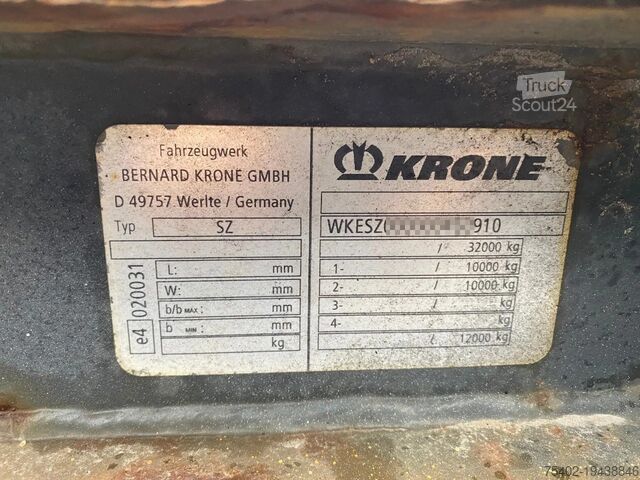 Truck
Scout24
Fahrzeugwerk
BERNARD KRONE GMBH
D 49757 Werlte / Germany
Typ SZ
L: mm
W: mm
b/b MAX: mm
b MIN: mm
kg
e4 020031
KRONE
WKESZ 910
/ 32000 kg
1- / 10000 kg
2- / 10000 kg
3- / kg
4- kg
/ 12000 kg
75402-19438846